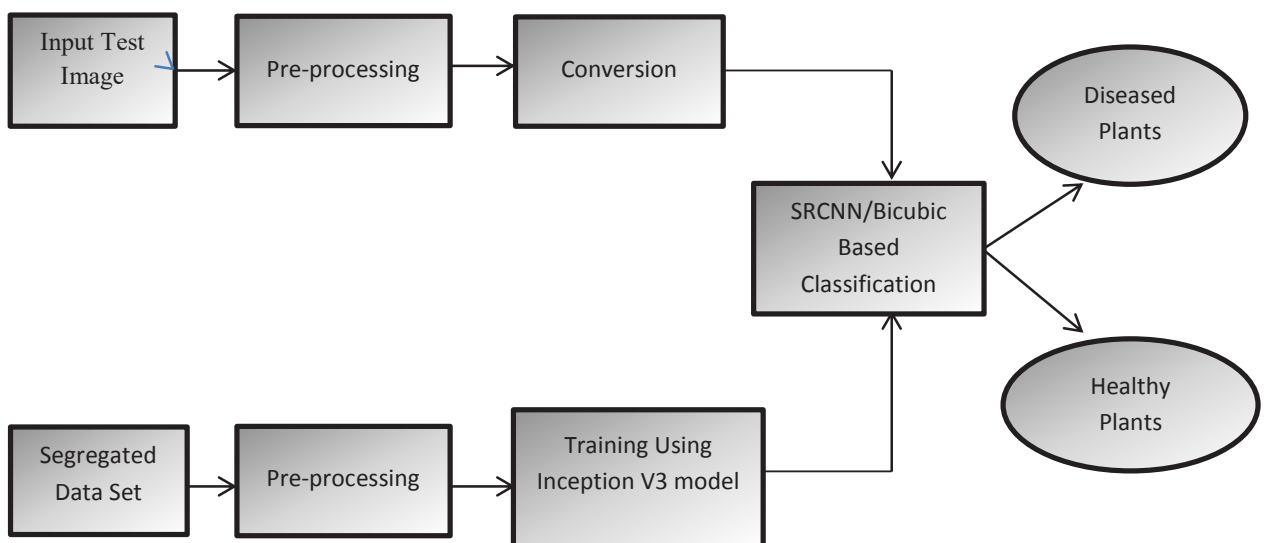 Input Test
Image
Pre-processing
Conversion
Diseased
Plants
SRCNN/Bicubic
Based
Classification
Healthy
Plants
Segregated
Data Set
Pre-processing
Training Using
Inception V3 model